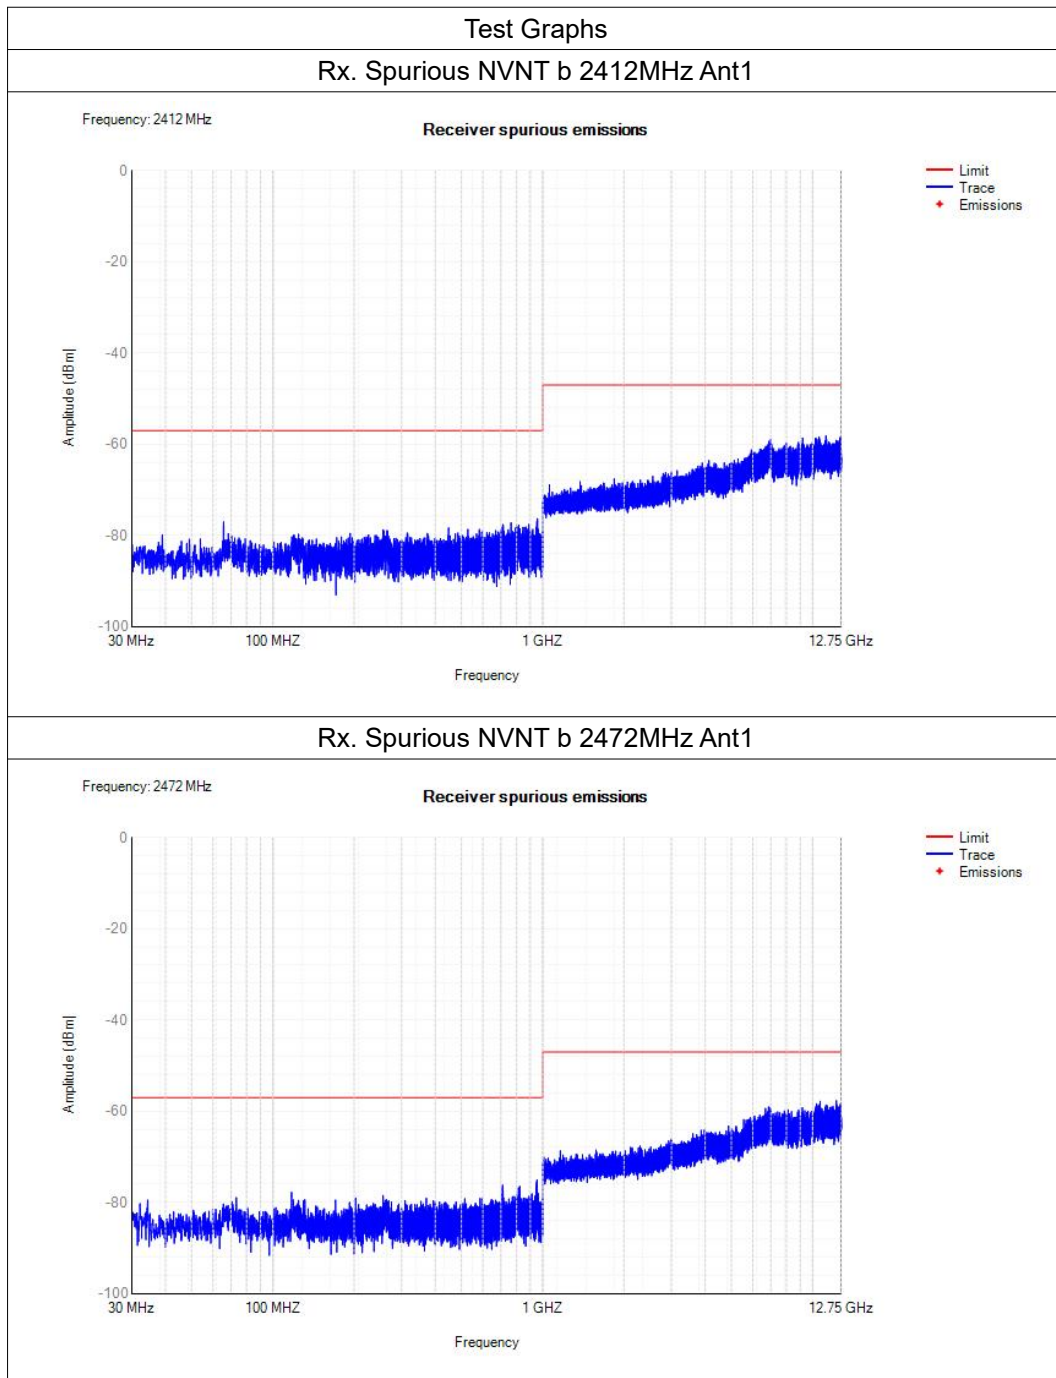 Test Graphs
Rx. Spurious NVNT b 2412MHz Ant1
Frequency: 2412 MHz
Receiver spurious emissions
Limit
Trace
Emissions
Amplitude [dBm]
0
-20
-40
-60
-80
-100
30 MHz
100 MHZ
1 GHZ
12.75 GHz
Frequency
Rx. Spurious NVNT b 2472MHz Ant1
Frequency: 2472 MHz
Receiver spurious emissions
Limit
Trace
Emissions
Amplitude [dBm]
0
-20
-40
-60
-80
-100
30 MHz
100 MHZ
1 GHZ
12.75 GHz
Frequency